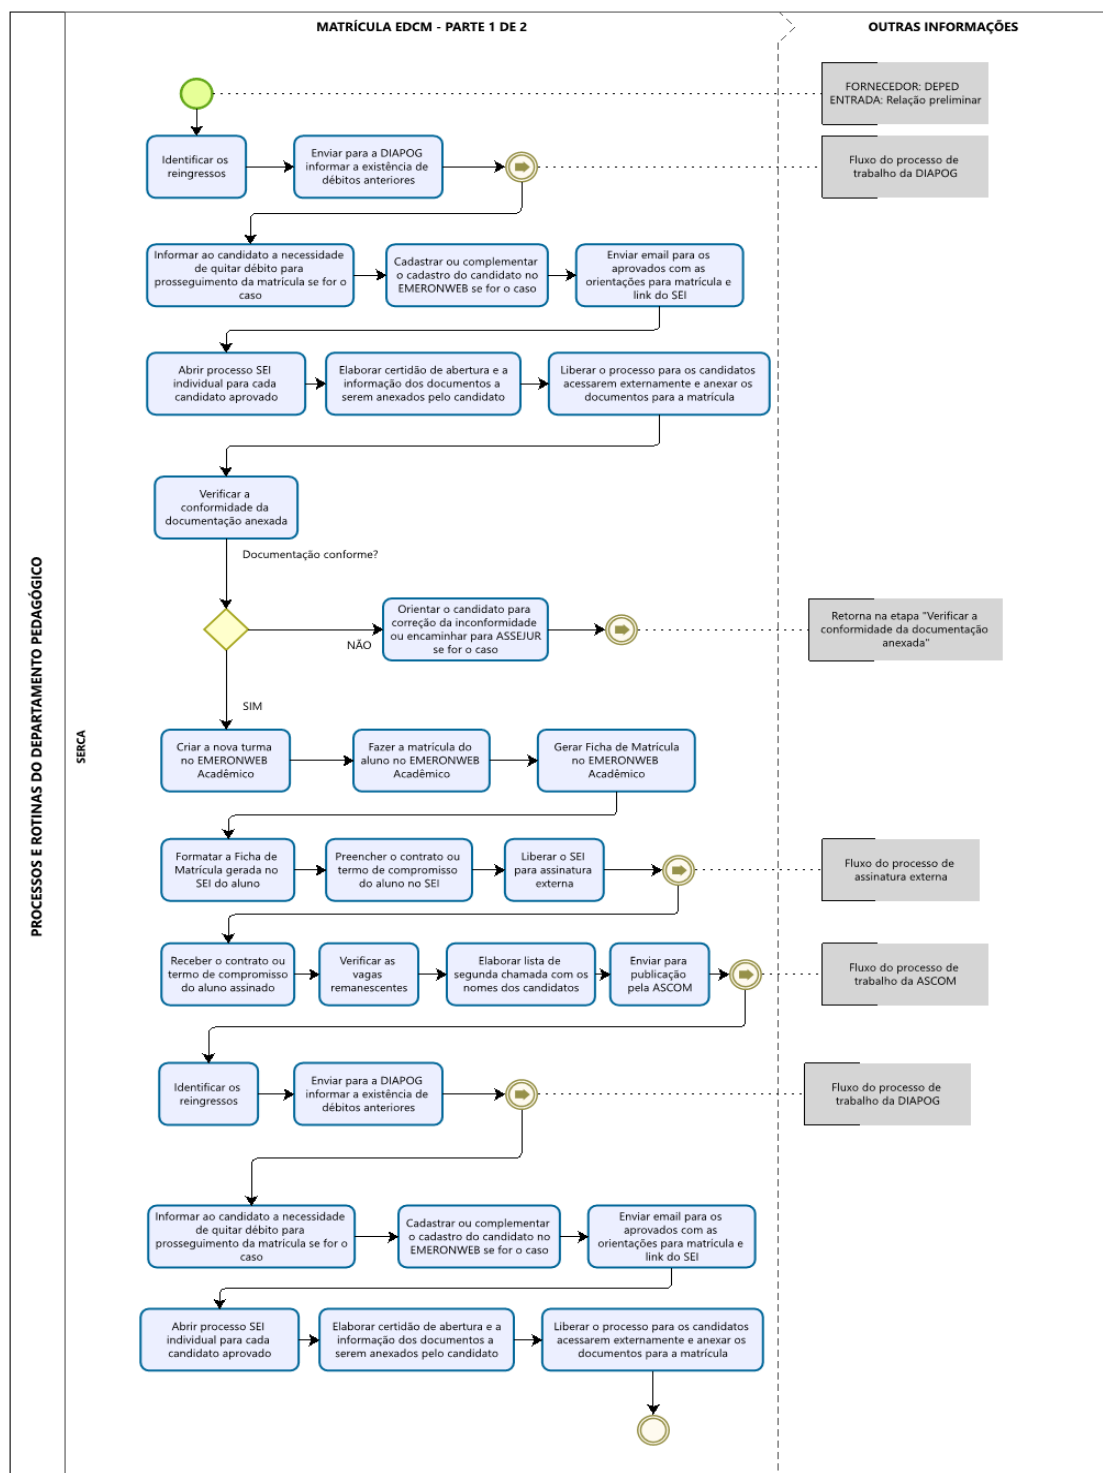 MATRÍCULA EDCM - PARTE 1 DE 2
OUTRAS INFORMAÇÕES
PROCESSOS E ROTINAS DO DEPARTAMENTO PEDAGÓGICO
SERCA
FORNECEDOR: DEPED
ENTRADA: Relação preliminar
Identificar os
reingressos
Enviar para a DIAPOG
informar a existência de
débitos anteriores
Fluxo do processo de
trabalho da DIAPOG
Informar ao candidato a necessidade
de quitar débito para
prosseguimento da matrícula se for o
caso
Cadastrar ou complementar
o cadastro do candidato no
EMERONWEB se for o caso
Enviar email para os
aprovados com as
orientações para matrícula e
link do SEI
Abrir processo SEI
individual para cada
candidato aprovado
Elaborar certidão de abertura e a
informação dos documentos a
serem anexados pelo candidato
Liberar o processo para os candidatos
acessarem externamente e anexar os
documentos para a matrícula
Verificar a
conformidade da
documentação anexada
Documentação conforme?
NÃO
Orientar o candidato para
correção da inconformidade
ou encaminhar para ASSEJUR
se for o caso
Retorna na etapa "Verificar a
conformidade da documentação
anexada"
SIM
Criar a nova turma
no EMERONWEB
Acadêmico
Fazer a matrícula do
aluno no EMERONWEB
Acadêmico
Gerar Ficha de Matrícula
no EMERONWEB
Acadêmico
Formatar a Ficha de
Matrícula gerada no
SEI do aluno
Preencher o contrato ou
termo de compromisso
do aluno no SEI
Liberar o SEI
para assinatura
externa
Fluxo do processo de
assinatura externa
Receber o contrato ou
termo de compromisso
do aluno assinado
Verificar as
vagas
remanescentes
Elaborar lista de
segunda chamada com os
nomes dos candidatos
Enviar para
publicação
pela ASCOM
Fluxo do processo de
trabalho da ASCOM
Identificar os
reingressos
Enviar para a DIAPOG
informar a existência de
débitos anteriores
Fluxo do processo de
trabalho da DIAPOG
Informar ao candidato a necessidade
de quitar débito para
prosseguimento da matrícula se for o
caso
Cadastrar ou complementar
o cadastro do candidato no
EMERONWEB se for o caso
Enviar email para os
aprovados com as
orientações para matrícula e
link do SEI
Abrir processo SEI
individual para cada
candidato aprovado
Elaborar certidão de abertura e a
informação dos documentos a
serem anexados pelo candidato
Liberar o processo para os candidatos
acessarem externamente e anexar os
documentos para a matrícula